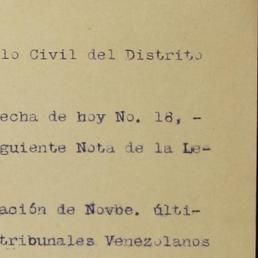 lo Civil del Distrito
echa de hoy No. 18, -
guiente Nota de la Le-
ación de Novbe. últi-
tribunales Venezolanos